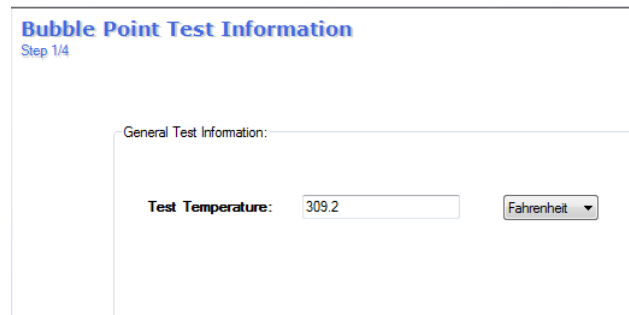 Bubble Point Test Information
Step 1/4
General Test Information:
Test Temperature: 309.2 Fahrenheit